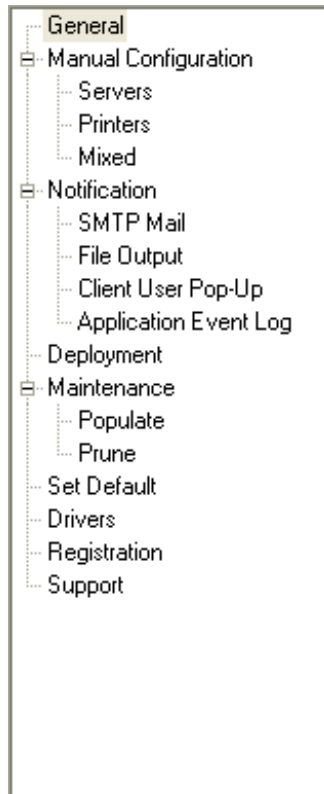 General
Manual Configuration
Servers
Printers
Mixed
Notification
SMTP Mail
File Output
Client User Pop-Up
Application Event Log
Deployment
Maintenance
Populate
Prune
Set Default
Drivers
Registration
Support